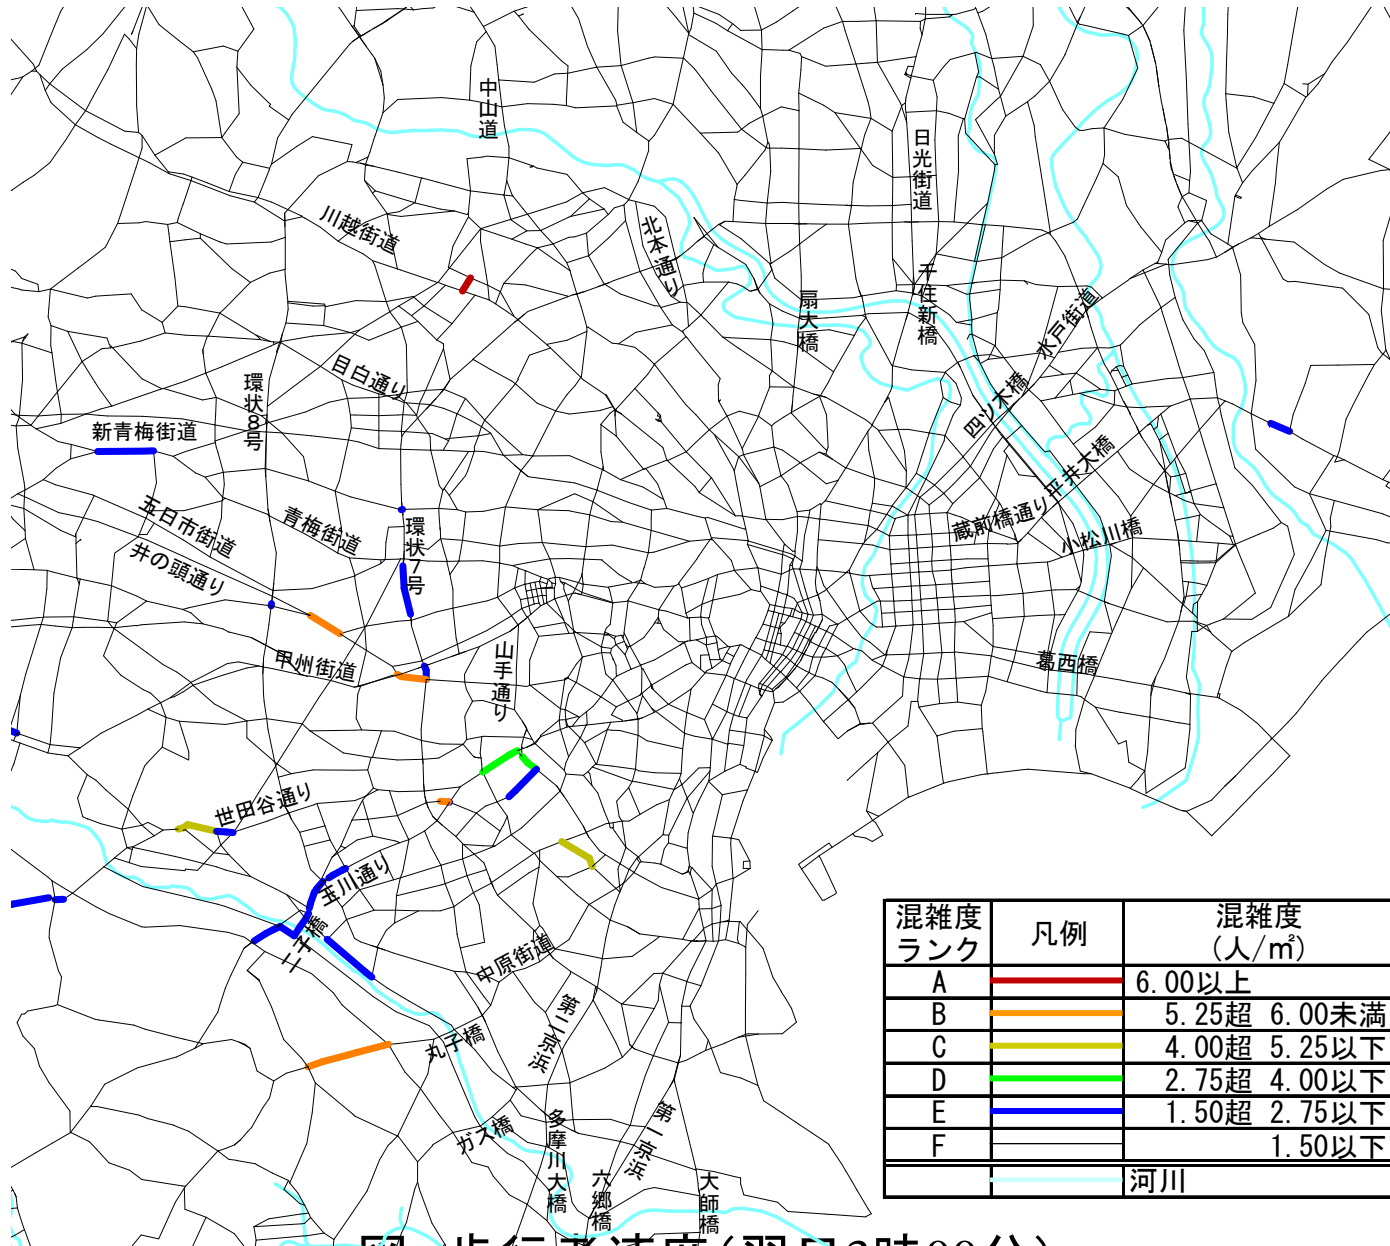 中山道
日光街道
川越街道
北本通り
千住新橋
扇大橋
水戸街道
目白通り
環状8号
四ツ木橋
新青梅街道
平井大橋
五日市街道
青梅街道
環状7号
蔵前橋通り
小松川橋
井の頭通り
甲州街道
山手通り
葛西橋
世田谷通り
玉川通り
二子橋
中原街道
第二京浜
丸子橋
ガス橋
多摩川大橋
第一京浜
六郷橋
大師橋
混雑度ランク 凡例 混雑度(人/㎡)
A 6.00以上
B 5.25超 6.00未満
C 4.00超 5.25以下
D 2.75超 4.00以下
E 1.50超 2.75以下
F 1.50以下
河川